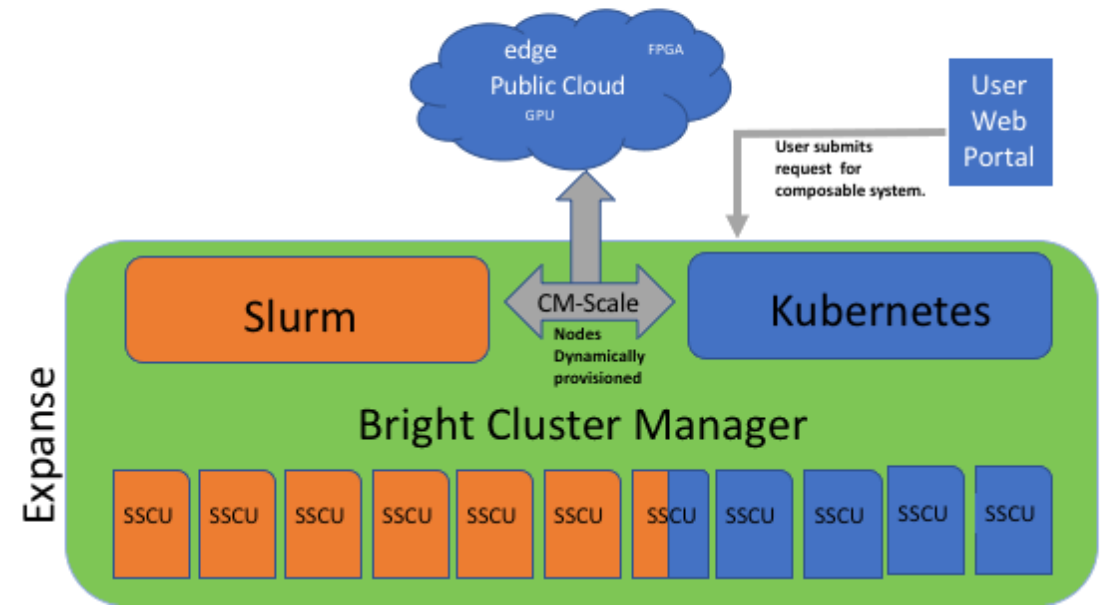 edge
FPGA
Public Cloud
GPU
User
Web
Portal
User submits
request for
composable system.
Slurm
CM-Scale
Kubernetes
Nodes
Dynamically
provisioned
Expanse
Bright Cluster Manager
SSCU SSCU SSCU SSCU SSCU SSCU SSCU SSCU SSCU SSCU SSCU